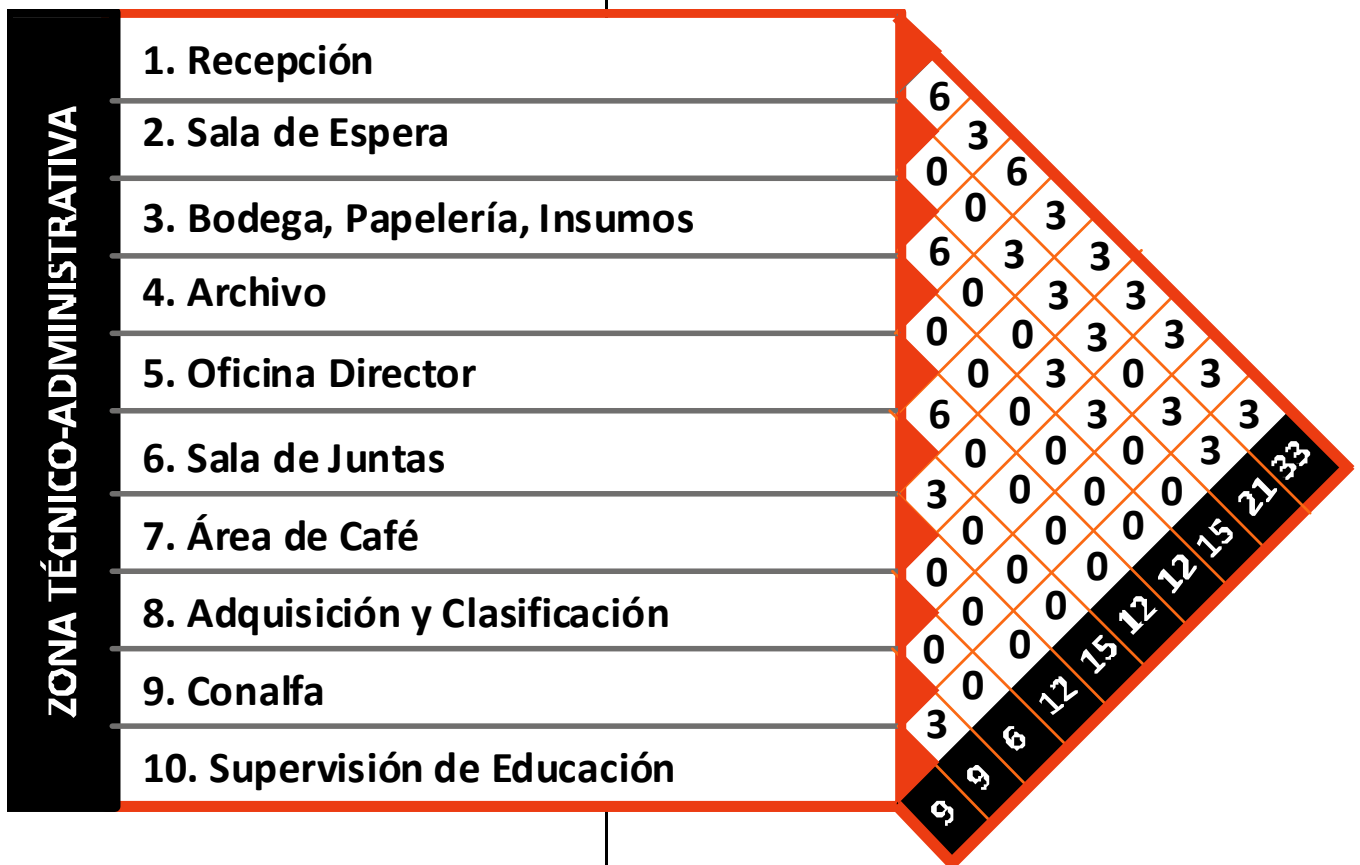 ZONA TÉCNICO-ADMINISTRATIVA
1. Recepción
6
2. Sala de Espera
3
0 6
3. Bodega, Papelería, Insumos
0 3
6 3 3
4. Archivo
0 3 3
0 0 3 3
5. Oficina Director
0 3 0 3
6 0 3 3 3
6. Sala de Juntas
0 0 0 3 33
3 0 0 0 21
7. Área de Café
0 0 0 15
0 0 0 12
8. Adquisición y Clasificación
0 0 12
0 0 15
9. Conalfa
0 12
3 6
10. Supervisión de Educación
9
9